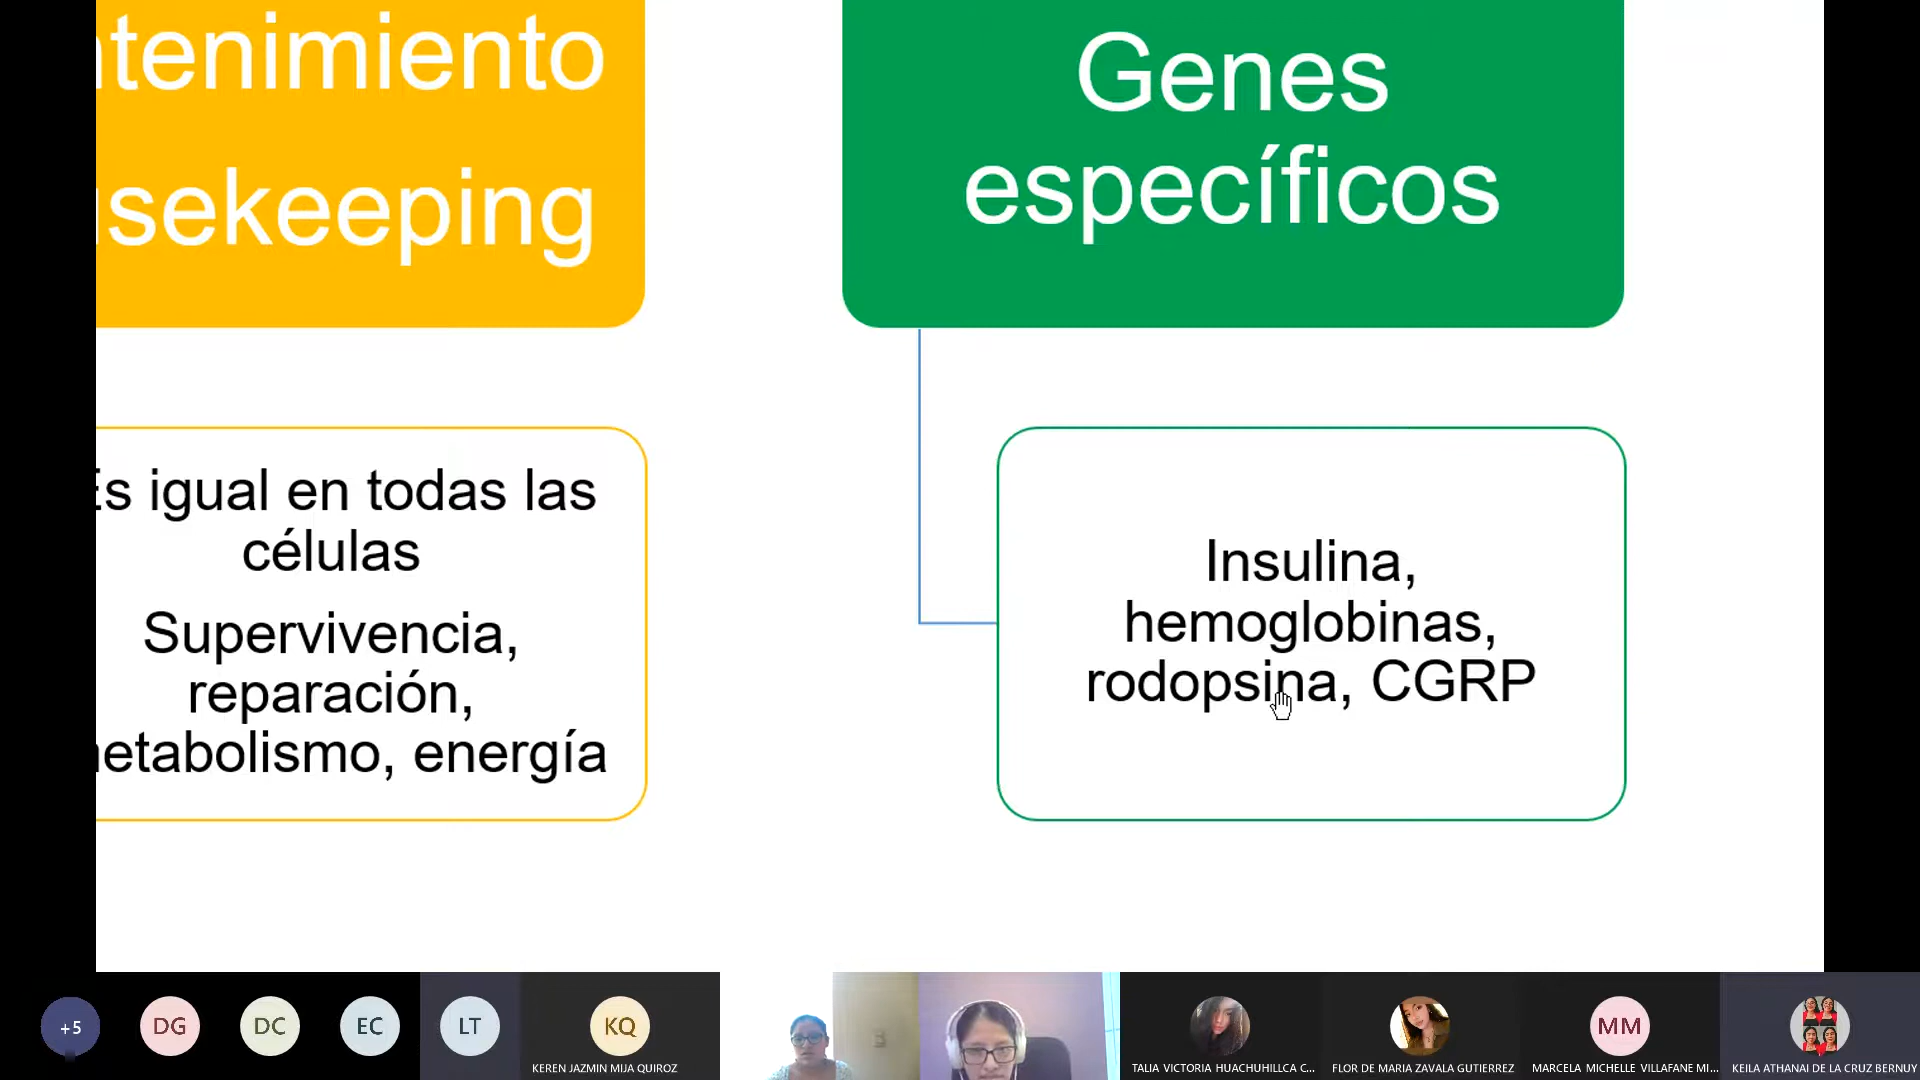 ntenimiento
usekeeping
Es igual en todas las
células
Supervivencia,
reparación,
metabolismo, energía
Genes
específicos
Insulina,
hemoglobinas,
rodopsina, CGRP
+5
DG
DC
EC
LT
KQ
KEREN JAZMIN MIJA QUIROZ
TALIA VICTORIA HUACHUHILLCA C...
FLOR DE MARIA ZAVALA GUTIERREZ
MM
MARCELA MICHELLE VILLAFANE MI...
KEILA ATHANAI DE LA CRUZ BERNUY